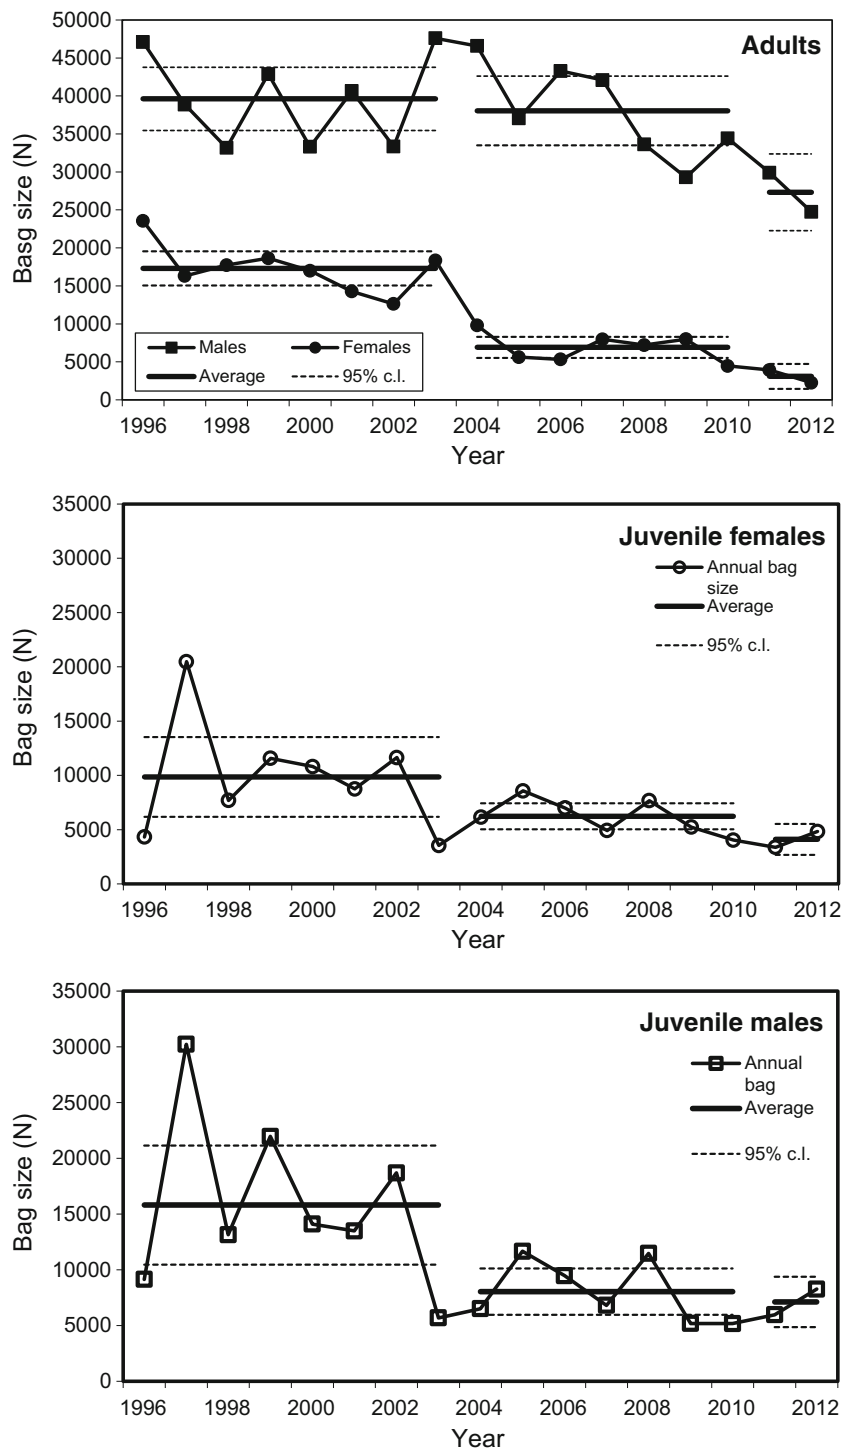 50000
Adults
45000
40000
35000
30000
25000
20000
15000
10000
5000
0
Basg size (N)
Males
Females
Average
95% c.l.
1996 1998 2000 2002 2004 2006 2008 2010 2012
Year
35000
Juvenile females
30000
Annual bag
size
25000
Average
95% c.l.
20000
15000
10000
5000
0
Bag size (N)
1996 1998 2000 2002 2004 2006 2008 2010 2012
Year
35000
Juvenile males
30000
Annual
bag
25000
Average
95% c.l.
20000
15000
10000
5000
0
Bag size (N)
1996 1998 2000 2002 2004 2006 2008 2010 2012
Year